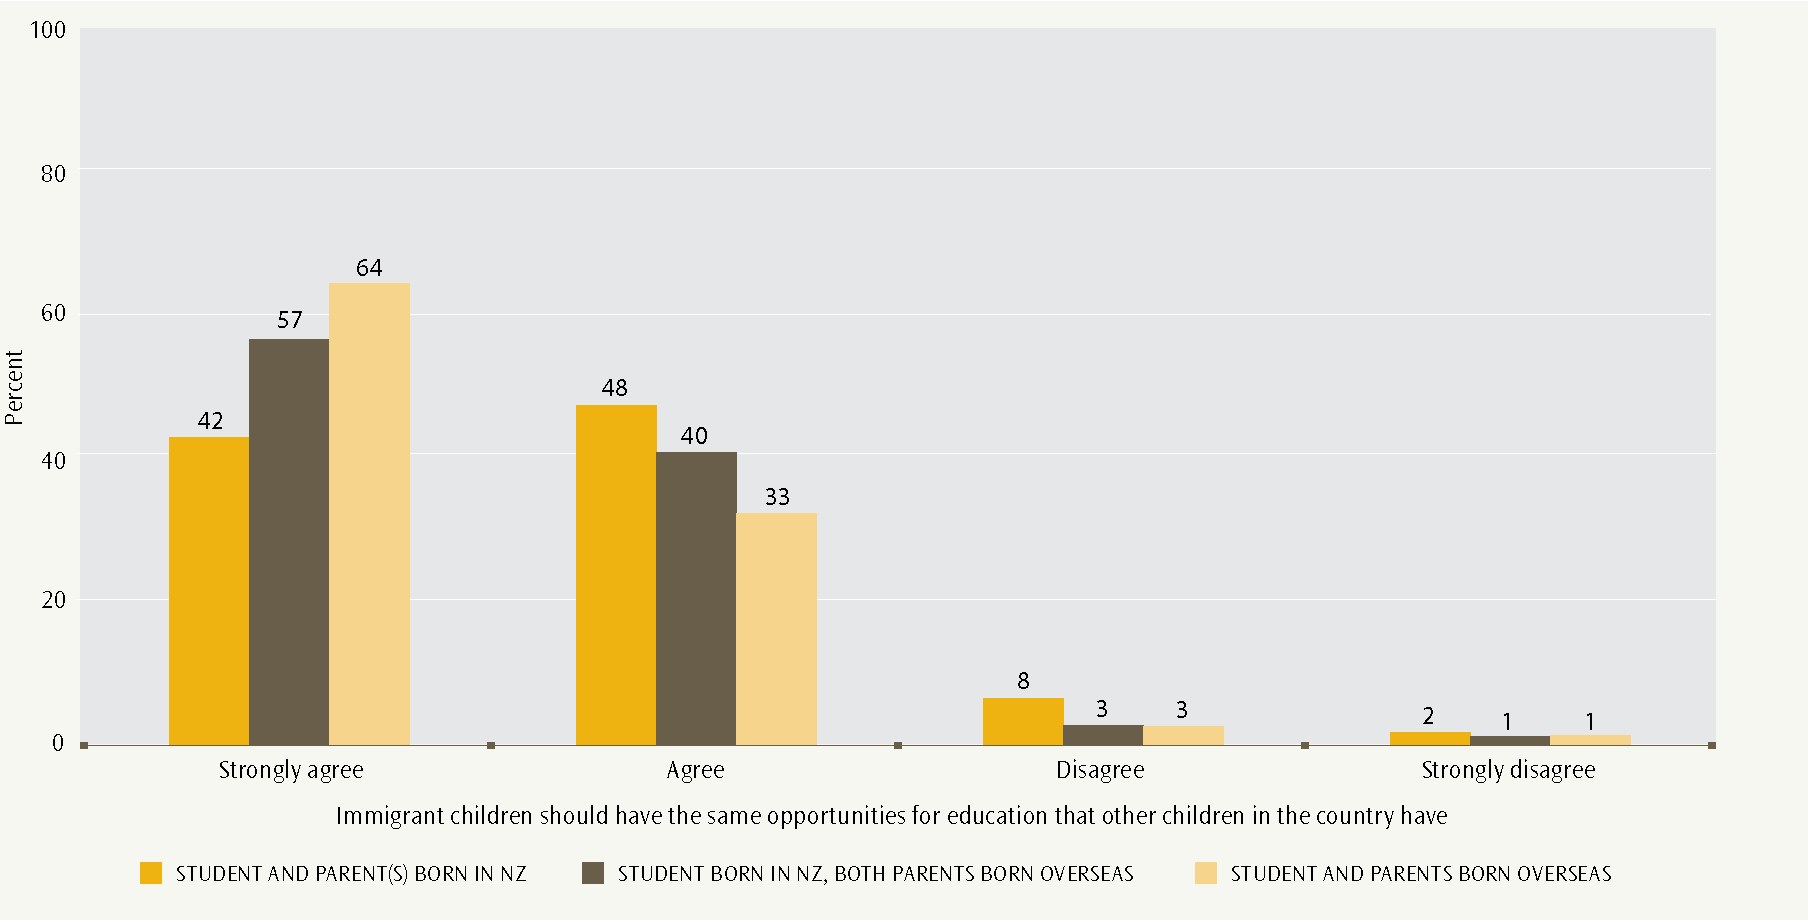 100
80
60
40
20
0
Percent
42
57
64
48
40
33
8
3
3
2
1
1
Strongly agree
Agree
Disagree
Strongly disagree
Immigrant children should have the same opportunities for education that other children in the country have
STUDENT AND PARENT(S) BORN IN NZ
STUDENT BORN IN NZ, BOTH PARENTS BORN OVERSEAS
STUDENT AND PARENTS BORN OVERSEAS